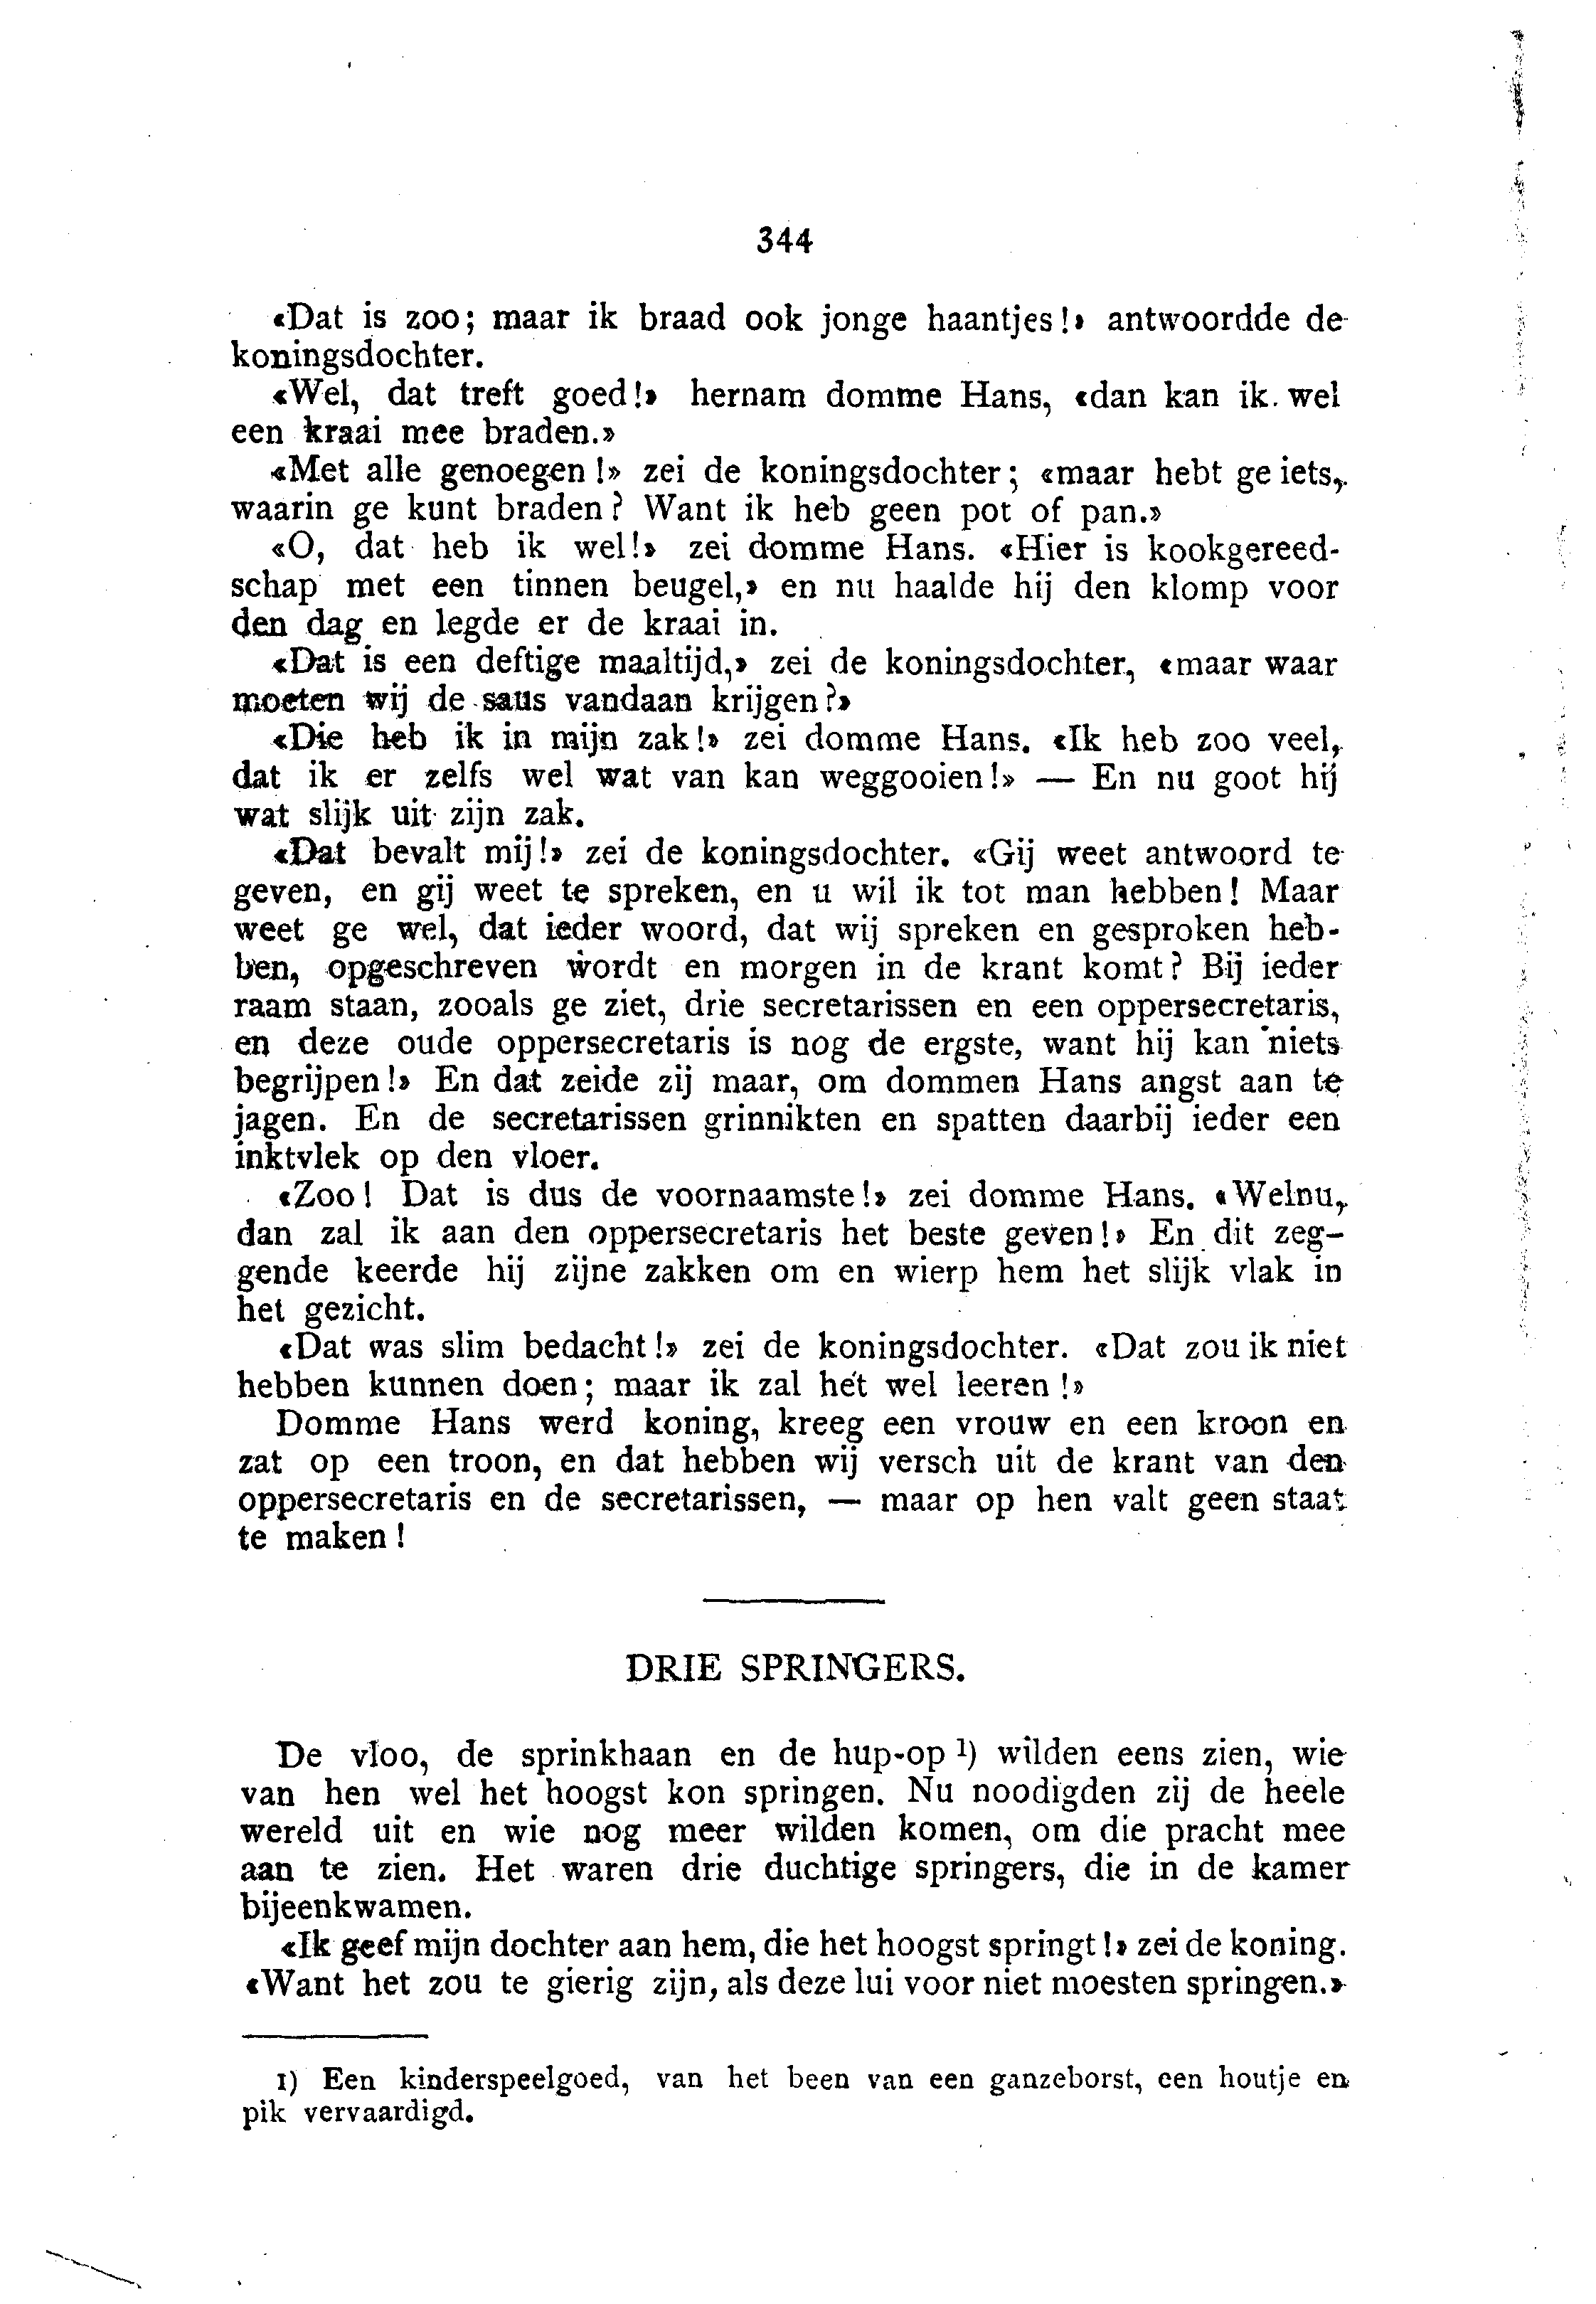 344
«Dat is zoo; maar ik braad ook jonge haantjes!» antwoordde de
koningsdochter.
«Wel, dat treft goed!» hernam domme Hans, «dan kan ik wel
een kraai mee braden.»
«Met alle genoegen!» zei de koningsdochter; «maar hebt ge iets,
waarin ge kunt braden? Want ik heb geen pot of pan.»
«O, dat heb ik wel!» zei domme Hans. «Hier is kookgereed-
schap met een tinnen beugel,» en nu haalde hij den klomp voor
den dag en legde er de kraai in.
«Dat is een deftige maaltijd,» zei de koningsdochter, «maar waar
moeten wij de saus vandaan krijgen?»
«Die heb ik in mijn zak!» zei domme Hans. «Ik heb zoo veel,
dat ik er zelfs wel wat van kan weggooien!» — En nu goot hij
wat slijk uit zijn zak.
«Dat bevalt mij!» zei de koningsdochter. «Gij weet antwoord te
geven, en gij weet te spreken, en u wil ik tot man hebben! Maar
weet ge wel, dat ieder woord, dat wij spreken en gesproken heb-
ben, opgeschreven wordt en morgen in de krant komt? Bij ieder
raam staan, zooals ge ziet, drie secretarissen en een oppersecretaris,
en deze oude oppersecretaris is nog de ergste, want hij kan niets
begrijpen!» En dat zeide zij maar, om dommen Hans angst aan te
jagen. En de secretarissen grinnikten en spatten daarbij ieder een
inktvlek op den vloer.
«Zoo! Dat is dus de voornaamste!» zei domme Hans. «Welnu,
dan zal ik aan den oppersecretaris het beste geven!» En dit zeg-
gende keerde hij zijne zakken om en wierp hem het slijk vlak in
het gezicht.
«Dat was slim bedacht!» zei de koningsdochter. «Dat zou ik niet
hebben kunnen doen; maar ik zal het wel leeren!»
Domme Hans werd koning, kreeg een vrouw en een kroon en
zat op een troon, en dat hebben wij versch uit de krant van den
oppersecretaris en de secretarissen, — maar op hen valt geen staat
te maken!
DRIE SPRINGERS.
De vloo, de sprinkhaan en de hup-op 1) wilden eens zien, wie
van hen wel het hoogst kon springen. Nu noodigden zij de heele
wereld uit en wie nog meer wilden komen, om die pracht mee
aan te zien. Het waren drie duchtige springers, die in de kamer
bijeenkwamen.
«Ik geef mijn dochter aan hem, die het hoogst springt!» zei de koning.
«Want het zou te gierig zijn, als deze lui voor niet moesten springen.»
1) Een kinderspeelgoed, van het been van een ganzeborst, een houtje en
pik vervaardigd.